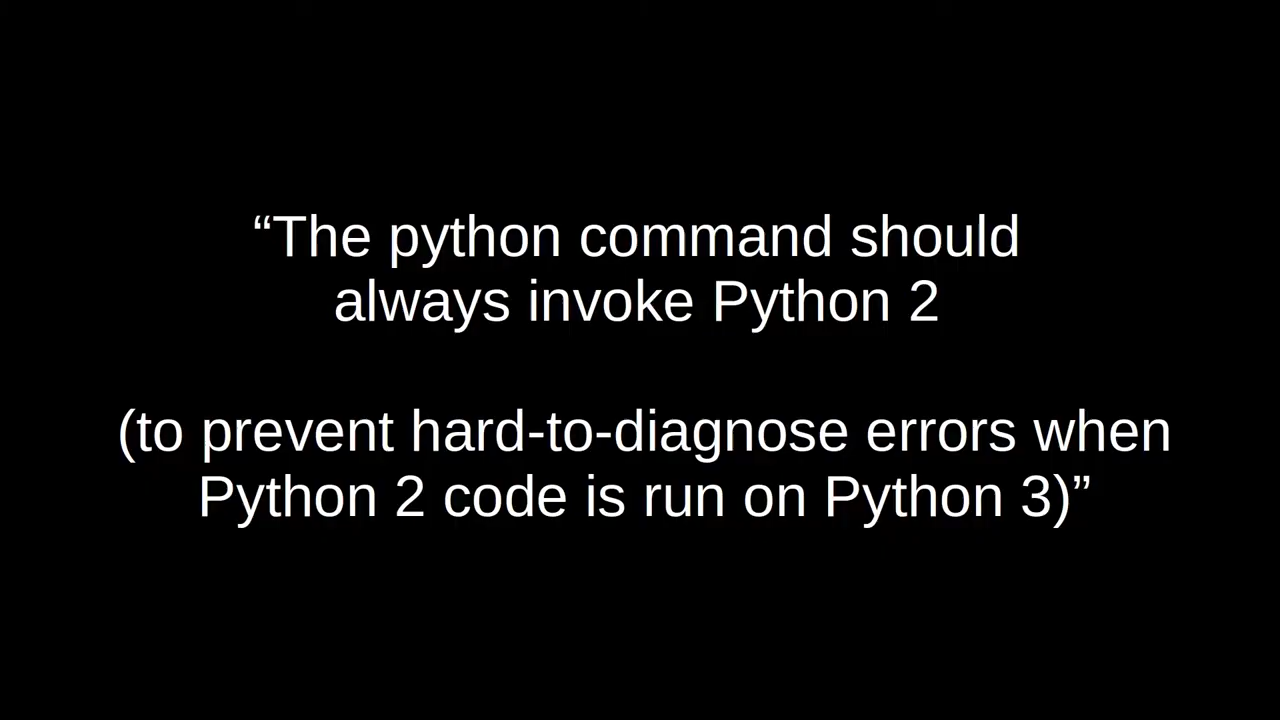 “The python command should
always invoke Python 2
(to prevent hard-to-diagnose errors when
Python 2 code is run on Python 3)”